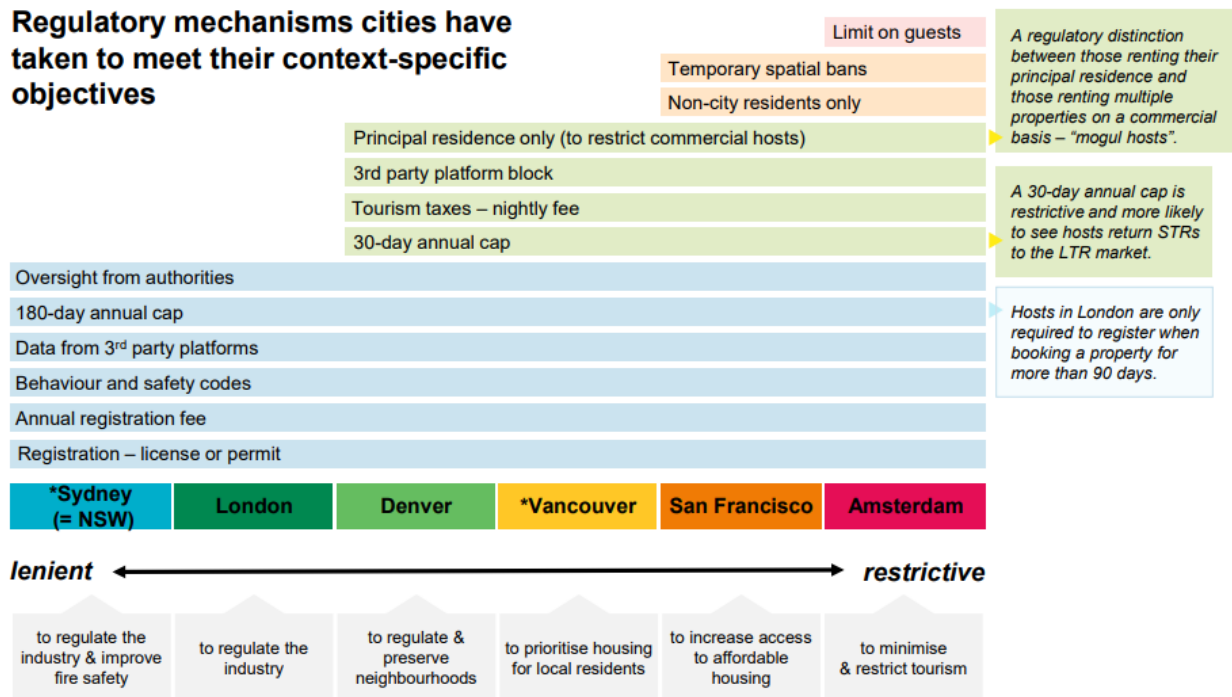 Regulatory mechanisms cities have
taken to meet their context-specific
objectives
Limit on guests
Temporary spatial bans
Non-city residents only
Principal residence only (to restrict commercial hosts)
3rd party platform block
Tourism taxes – nightly fee
30-day annual cap
Oversight from authorities
180-day annual cap
Data from 3rd party platforms
Behaviour and safety codes
Annual registration fee
Registration – license or permit
A regulatory distinction
between those renting their
principal residence and
those renting multiple
properties on a commercial
basis – “mogul hosts”.
A 30-day annual cap is
restrictive and more likely
to see hosts return STRs
to the LTR market.
Hosts in London are only
required to register when
booking a property for
more than 90 days.
*Sydney
(= NSW)
London
Denver
*Vancouver
San Francisco
Amsterdam
lenient
restrictive
to regulate the
industry & improve
fire safety
to regulate the
industry
to regulate &
preserve
neighbourhoods
to prioritise housing
for local residents
to increase access
to affordable
housing
to minimise
& restrict tourism